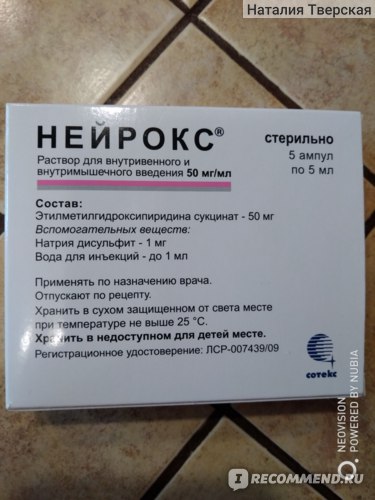 Наталия Тверская
НЕЙРОКС®
стерильно
5 ампул
по 5 мл
Раствор для внутривенного и
внутримышечного введения 50 мг/мл
Состав:
Этилметилгидроксипиридина сукцинат - 50 мг
Вспомогательные вещества:
Натрия дисульфит - 1 мг
Вода для инъекций - до 1 мл
Применять по назначению врача.
Отпускают по рецепту.
Хранить в сухом защищенном от света месте
при температуре не выше 25 °С.
Хранить в недоступном для детей месте.
Регистрационное удостоверение: ЛСР-007439/09
сотекс
NEOVISION
POWERED BY NUBIA
IRECOMMEND.RU